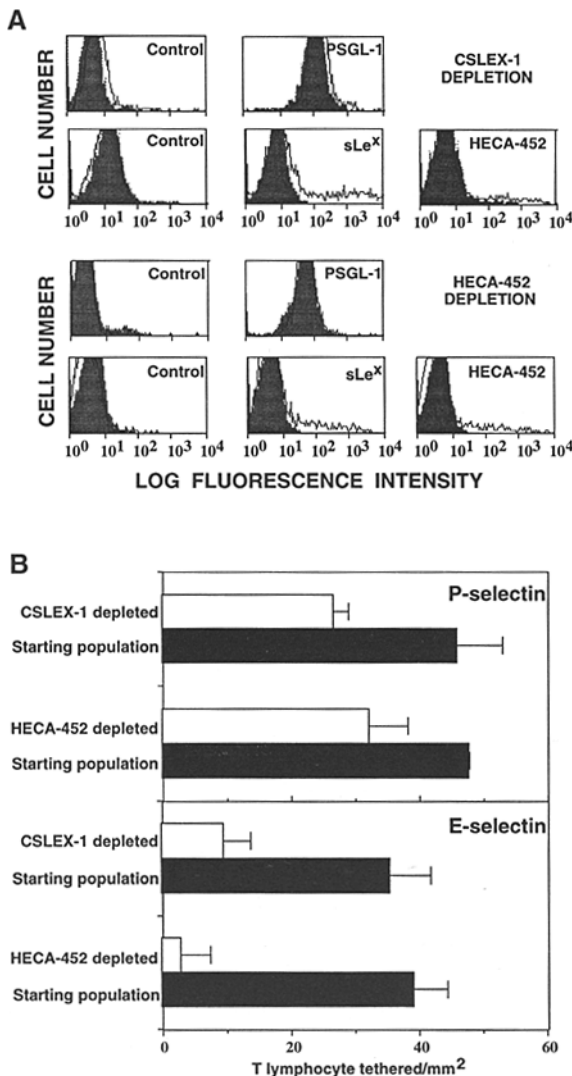 A
Control
PSGL-1
CSLEX-1
DEPLETION
CELL NUMBER
Control
sLeX
HECA-452
10⁰ 10¹ 10² 10³ 10⁴
10⁰ 10¹ 10² 10³ 10⁴
10⁰ 10¹ 10² 10³ 10⁴
Control
PSGL-1
HECA-452
DEPLETION
CELL NUMBER
Control
sLeX
HECA-452
10⁰ 10¹ 10² 10³ 10⁴
10⁰ 10¹ 10² 10³ 10⁴
10⁰ 10¹ 10² 10³ 10⁴
LOG FLUORESCENCE INTENSITY
B
P-selectin
CSLEX-1 depleted
Starting population
HECA-452 depleted
Starting population
E-selectin
CSLEX-1 depleted
Starting population
HECA-452 depleted
Starting population
0 20 40 60
T lymphocyte tethered/mm²